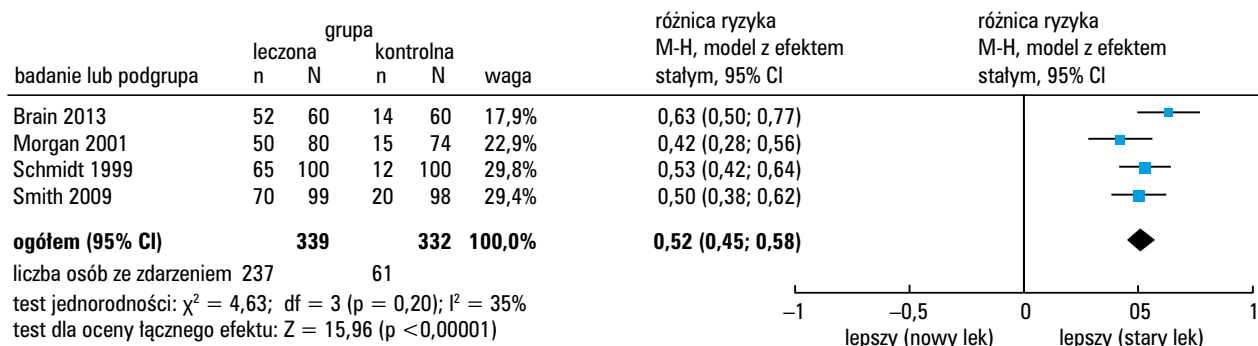 grupa
różnica ryzyka
różnica ryzyka
leczona kontrolna
M-H, model z efektem
M-H, model z efektem
badanie lub podgrupa n N n N waga
stałym, 95% CI
stałym, 95% CI
Brain 2013 52 60 14 60 17,9% 0,63 (0,50; 0,77)
Morgan 2001 50 80 15 74 22,9% 0,42 (0,28; 0,56)
Schmidt 1999 65 100 12 100 29,8% 0,53 (0,42; 0,64)
Smith 2009 70 99 20 98 29,4% 0,50 (0,38; 0,62)
ogółem (95% CI) 339 332 100,0% 0,52 (0,45; 0,58)
liczba osób ze zdarzeniem 237 61
test jednorodności: χ² = 4,63; df = 3 (p = 0,20); I² = 35%
test dla oceny łącznego efektu: Z = 15,96 (p <0,00001)
–1 –0,5 0 05 1
lepszy (nowy lek) lepszy (stary lek)